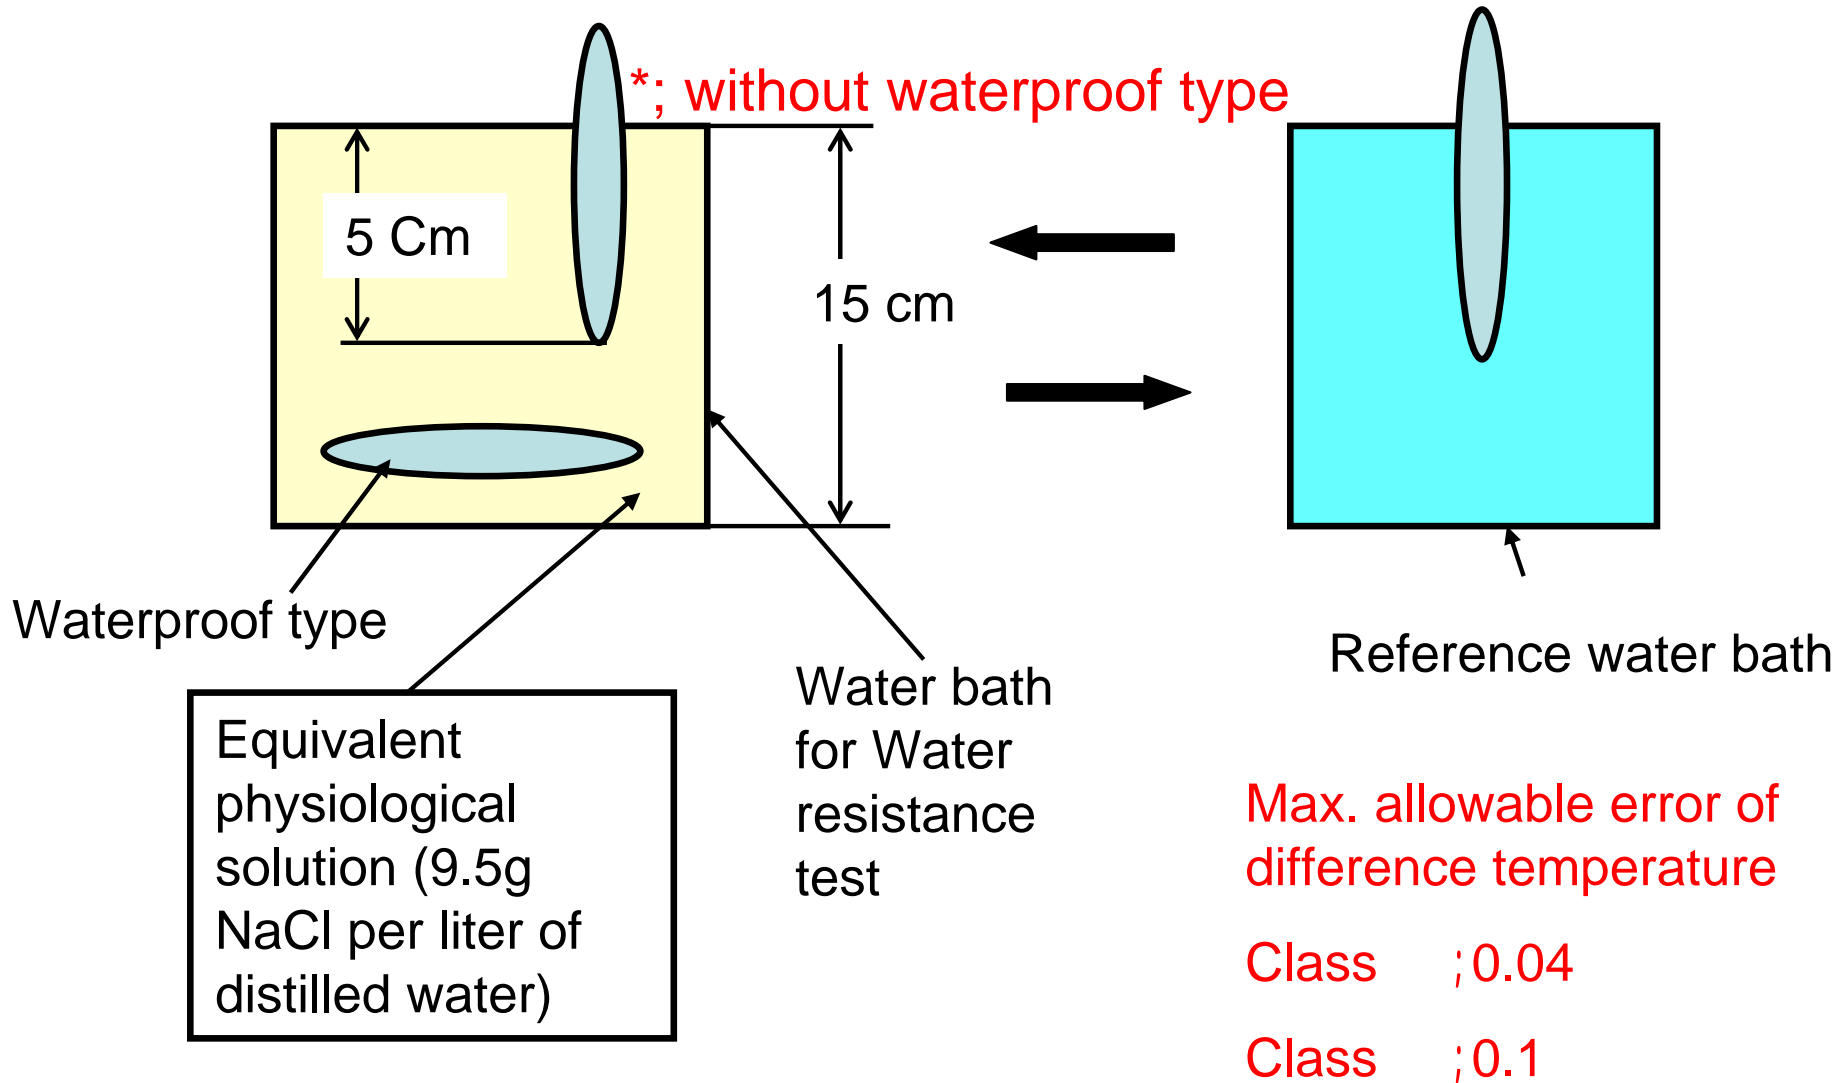 *; without waterproof type
5 Cm
15 cm
Waterproof type
Equivalent
physiological
solution (9.5g
NaCl per liter of
distilled water)
Water bath
for Water
resistance
test
Reference water bath
Max. allowable error of
difference temperature
Class ;0.04
Class ;0.1